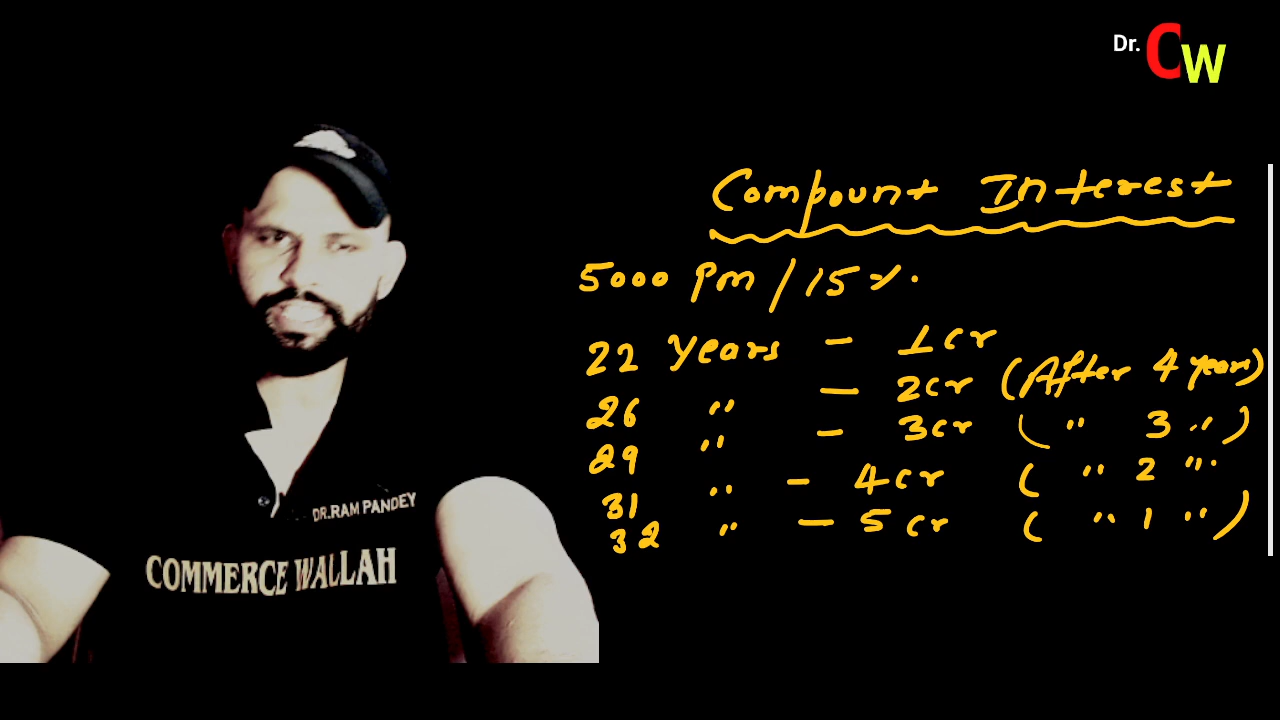 Dr. CW
Compount Interest
5000 Pm / 15 %.
22 Years - 1cr
26 " - 2cr (After 4 years)
29 " - 3cr ( " 3 " )
31 " - 4cr ( " 2 "
32 " - 5cr ( " 1 " )
DR.RAM PANDEY
COMMERCE WALLAH